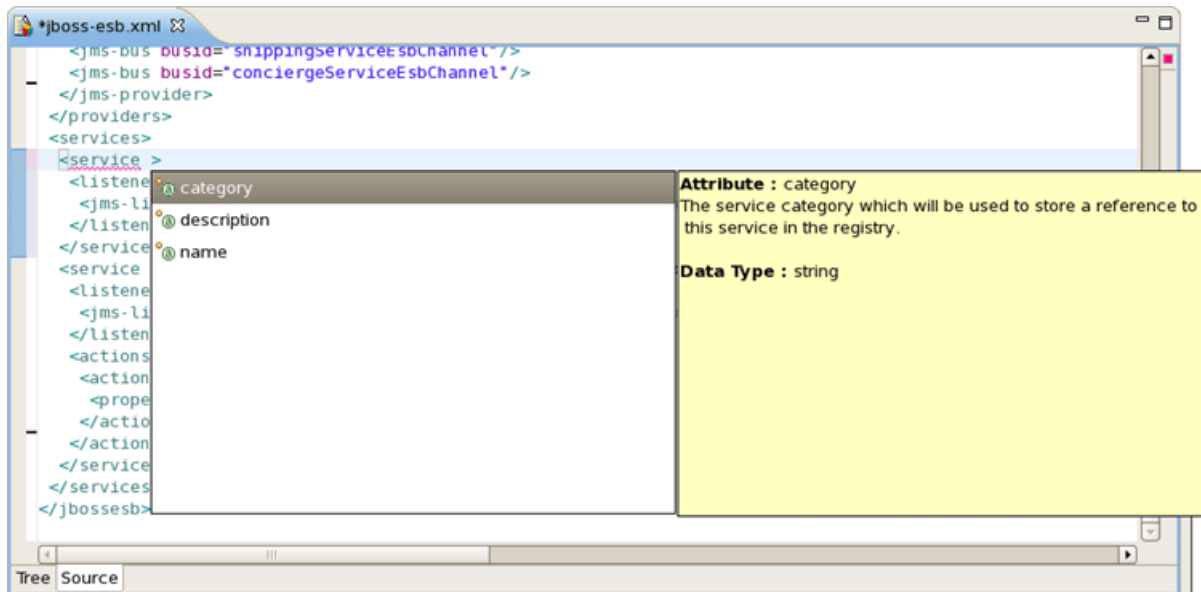 *jboss-esb.xml
<jms-bus busid="shippingServiceEsbChannel"/>
<jms-bus busid="conciergeServiceEsbChannel"/>
</jms-provider>
</providers>
<services>
<service >
<listene
<jms-li
</listen
</service
<service
<listene
<jms-li
</listen
<actions
<action
<prope
</actio
</action
</service
</services
</jbossesb>
category
description
name
Attribute : category
The service category which will be used to store a reference to
this service in the registry.
Data Type : string
Tree Source